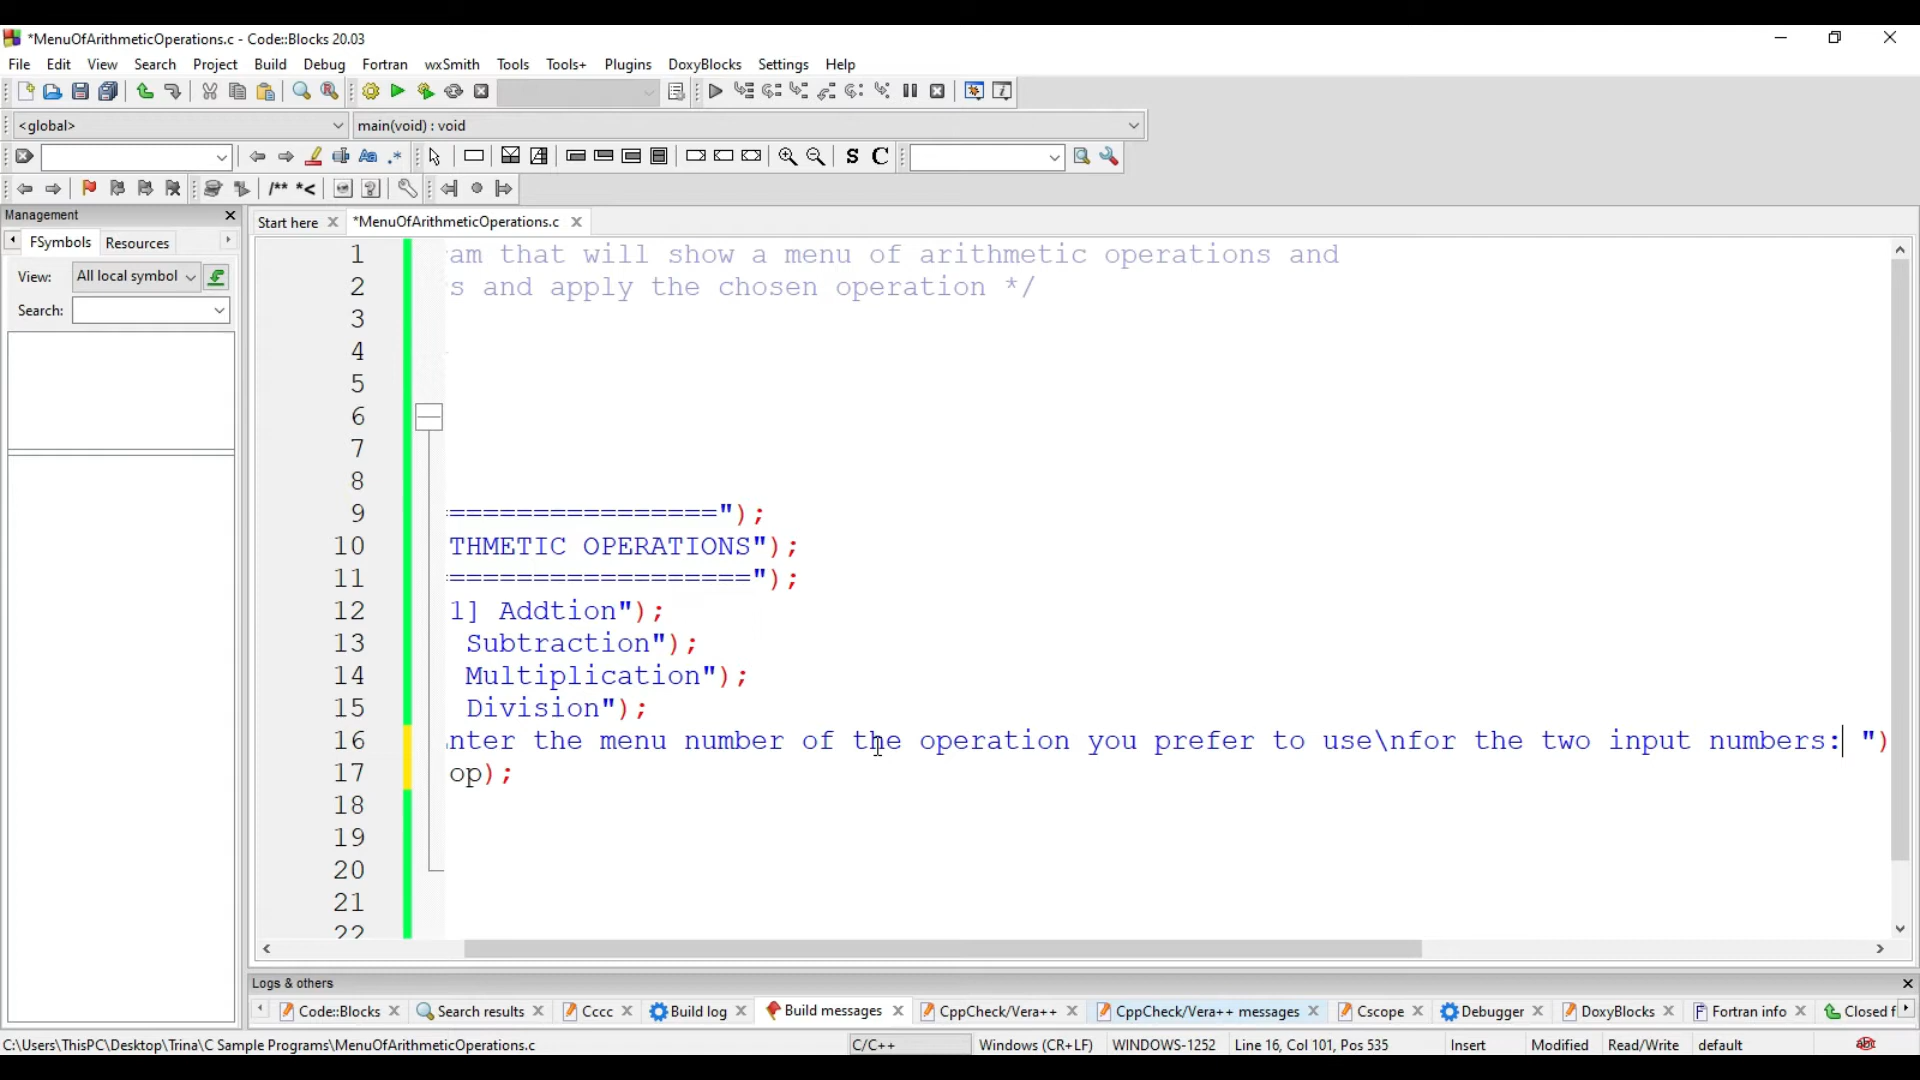 *MenuOfArithmeticOperations.c - Code::Blocks 20.03
File Edit View Search Project Build Debug Fortran wxSmith Tools Tools+ Plugins DoxyBlocks Settings Help
<global> main(void) : void
Management
Start here *MenuOfArithmeticOperations.c
FSymbols Resources
View: All local symbol
Search:
1 am that will show a menu of arithmetic operations and
2 s and apply the chosen operation */
3
4
5
6
7
8
9 ================");
10 THMETIC OPERATIONS");
11 ==================");
12 1] Addtion");
13 Subtraction");
14 Multiplication");
15 Division");
16 nter the menu number of the operation you prefer to use\nfor the two input numbers: ")
17 op);
18
19
20
21
22
Logs & others
Code::Blocks Search results Cccc Build log Build messages CppCheck/Vera++ CppCheck/Vera++ messages Cscope Debugger DoxyBlocks Fortran info Closed f
C:\Users\ThisPC\Desktop\Trina\C Sample Programs\MenuOfArithmeticOperations.c C/C++ Windows (CR+LF) WINDOWS-1252 Line 16, Col 101, Pos 535 Insert Modified Read/Write default